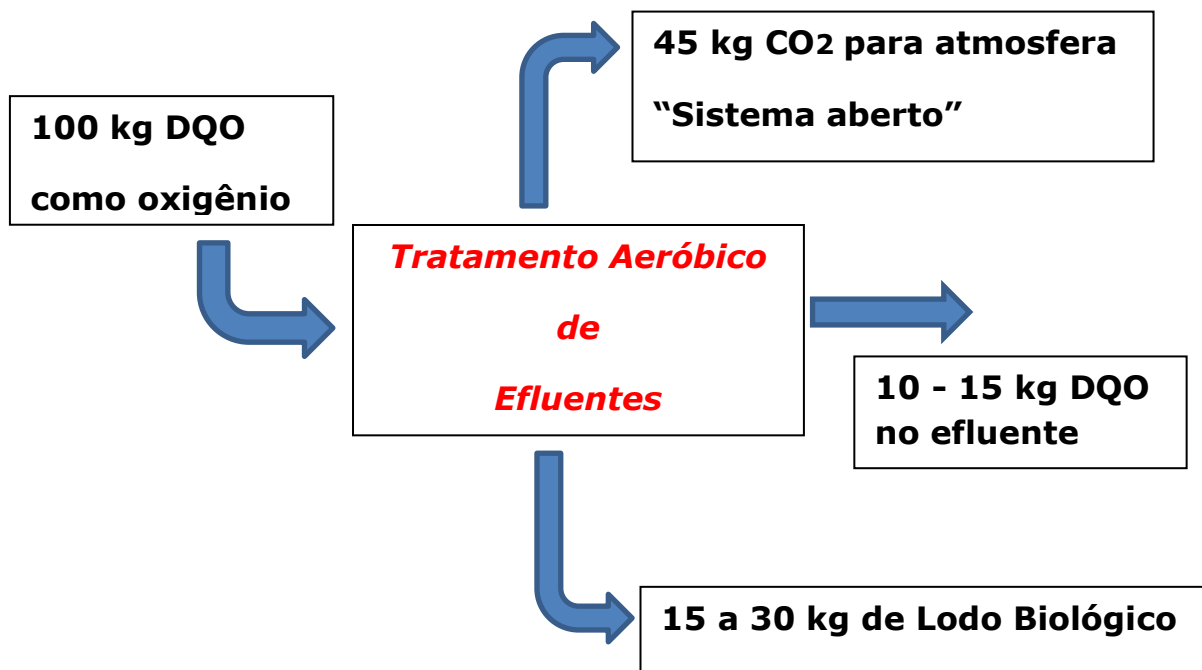 45 kg CO2 para atmosfera
“Sistema aberto”
100 kg DQO
como oxigênio
Tratamento Aeróbico
de
Efluentes
10 - 15 kg DQO
no efluente
15 a 30 kg de Lodo Biológico